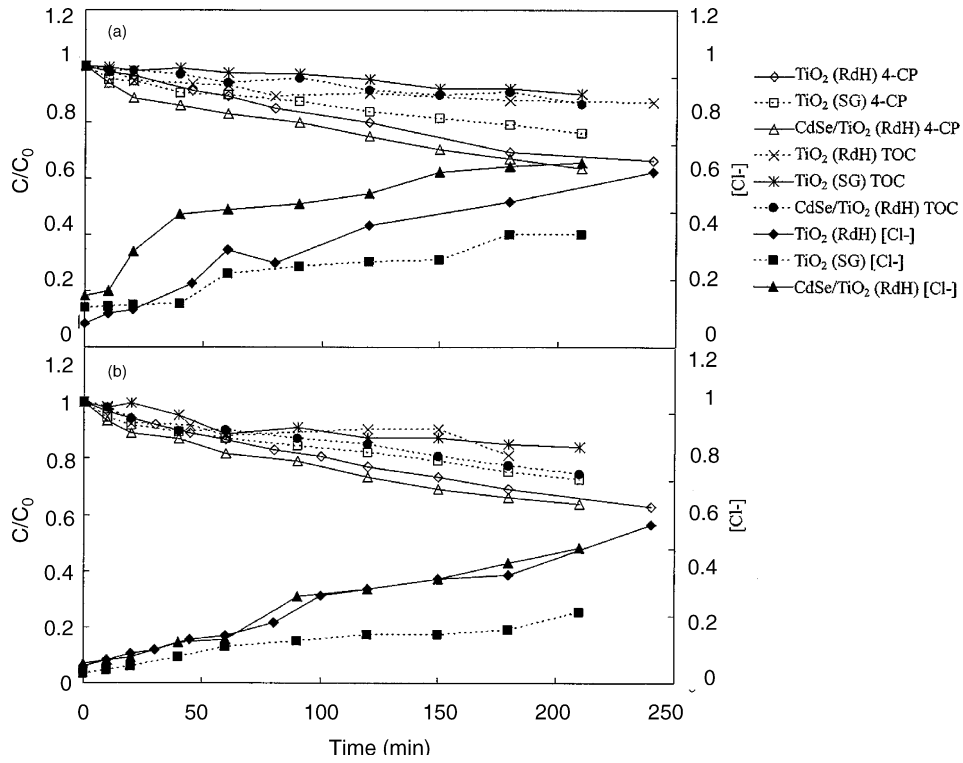 (a)
1.2
1
0.8
0.6
0.4
0.2
0
C/C0
1.2
1
0.8
0.6
0.4
0.2
0
[Cl-]
TiO2 (RdH) 4-CP
TiO2 (SG) 4-CP
CdSe/TiO2 (RdH) 4-CP
TiO2 (RdH) TOC
TiO2 (SG) TOC
CdSe/TiO2 (RdH) TOC
TiO2 (RdH) [Cl-]
TiO2 (SG) [Cl-]
CdSe/TiO2 (RdH) [Cl-]
(b)
1.2
1
0.8
0.6
0.4
0.2
0
C/C0
1.2
1
0.8
0.6
0.4
0.2
0
[Cl-]
0 50 100 150 200 250
Time (min)